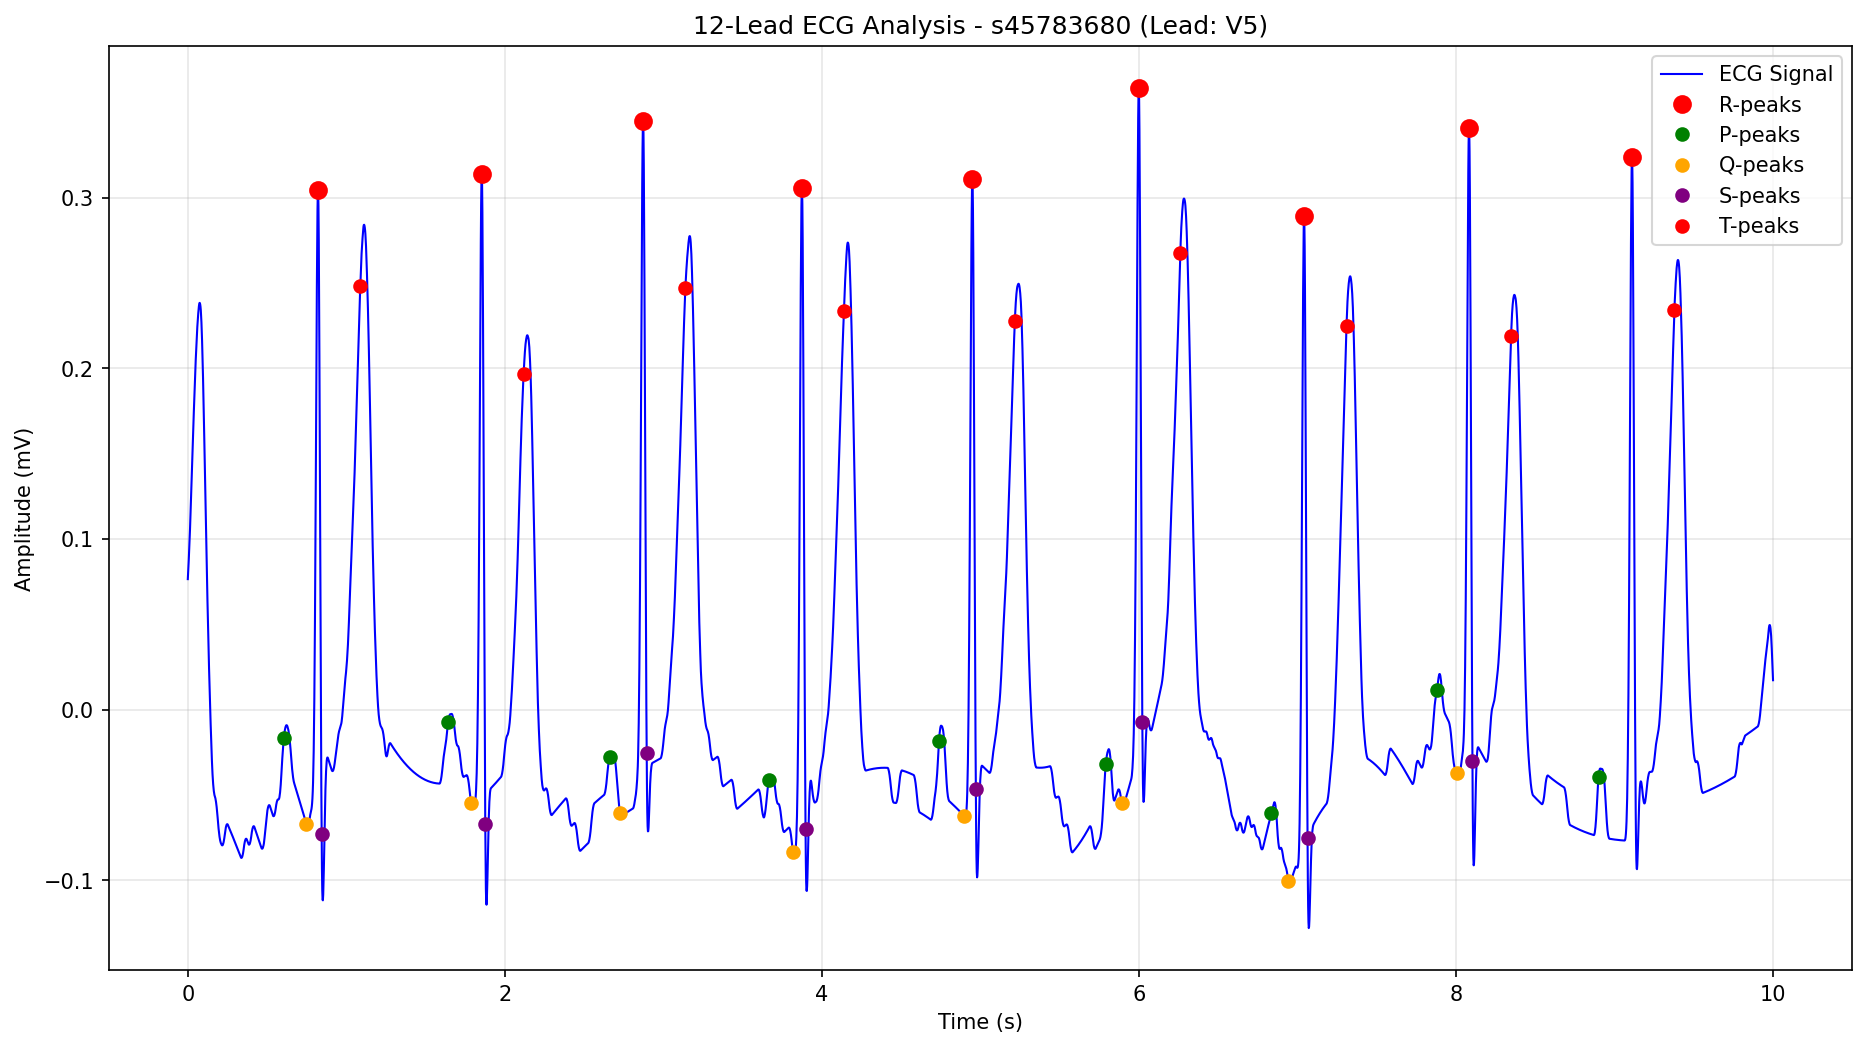 12-Lead ECG Analysis - s45783680 (Lead: V5)
ECG Signal
R-peaks
P-peaks
Q-peaks
S-peaks
T-peaks
Amplitude (mV)
0.3
0.2
0.1
0.0
−0.1
0 2 4 6 8 10
Time (s)